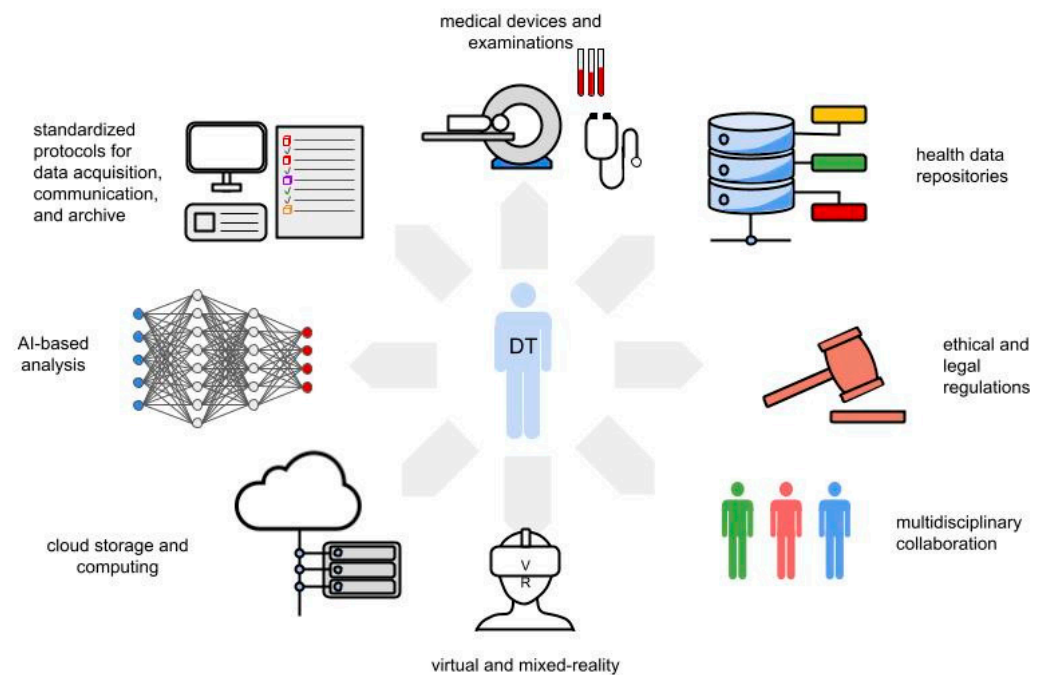 medical devices and
examinations
standardized
protocols for
data acquisition,
communication,
and archive
health data
repositories
AI-based
analysis
DT
ethical and
legal
regulations
cloud storage and
computing
V
R
multidisciplinary
collaboration
virtual and mixed-reality